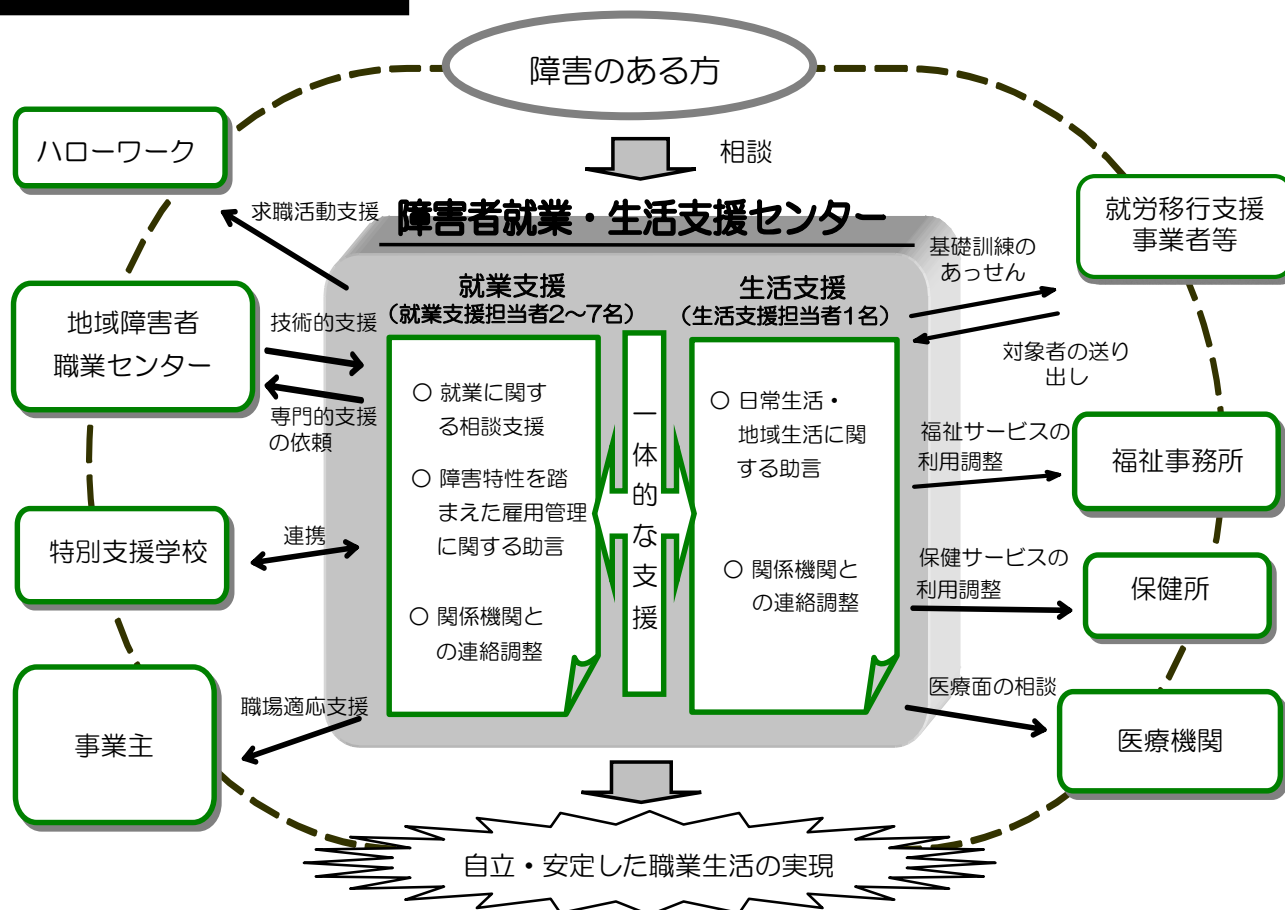 障害のある方
相談
ハローワーク
求職活動支援
地域障害者
職業センター
技術的支援
専門的支援
の依頼
特別支援学校
連携
事業主
職場適応支援
障害者就業・生活支援センター
就業支援
(就業支援担当者2~7名)
○ 就業に関す
る相談支援
○ 障害特性を踏
まえた雇用管理
に関する助言
○ 関係機関と
の連絡調整
一体的な支援
生活支援
(生活支援担当者1名)
○ 日常生活・
地域生活に関
する助言
○ 関係機関と
の連絡調整
就労移行支援
事業者等
基礎訓練の
あっせん
対象者の送り
出し
福祉サービスの
利用調整
福祉事務所
保健サービスの
利用調整
保健所
医療面の相談
医療機関
自立・安定した職業生活の実現